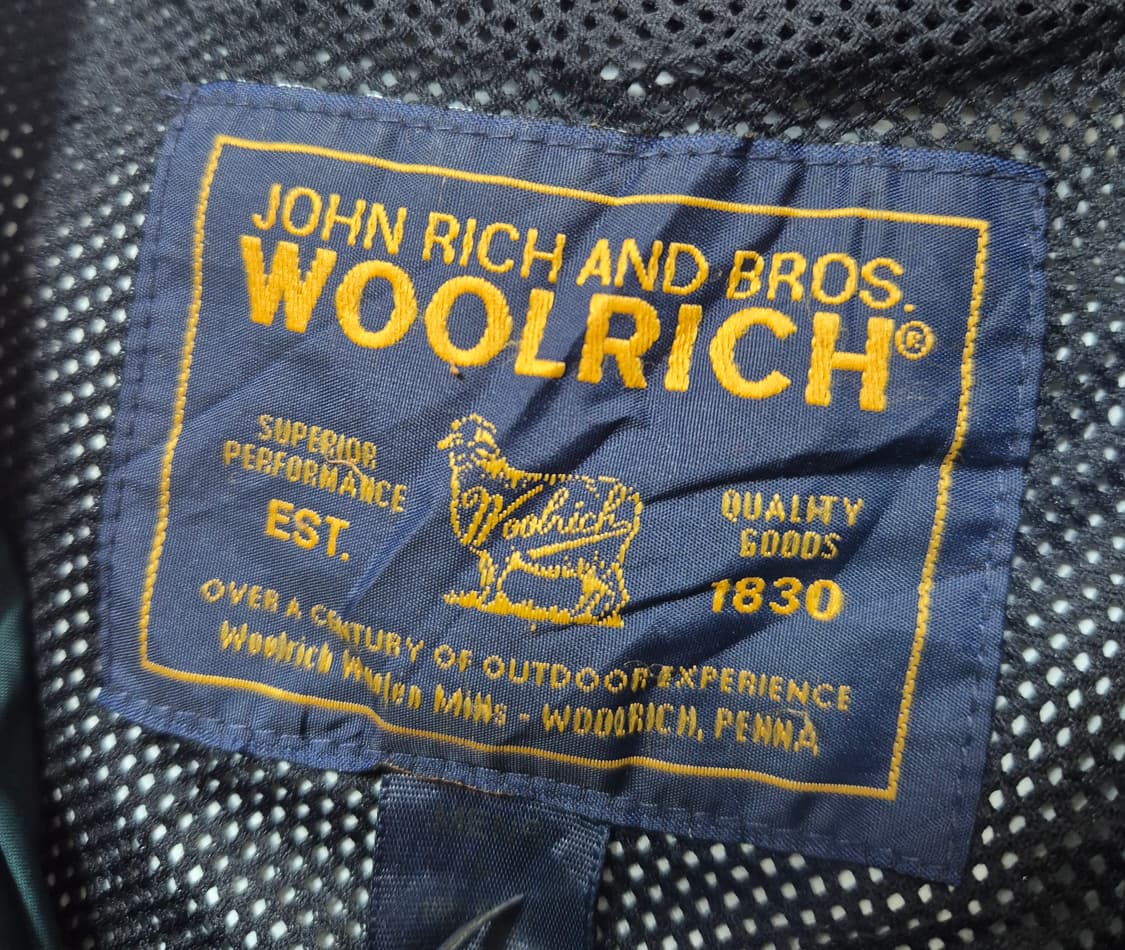 JOHN RICH AND BROS.
WOOLRICH®
SUPERIOR
PERFORMANCE
EST.
Woolrich
QUALITY
GOODS
1830
OVER A CENTURY OF OUTDOOR EXPERIENCE
Woolrich Woolen Mills - WOOLRICH, PENNA